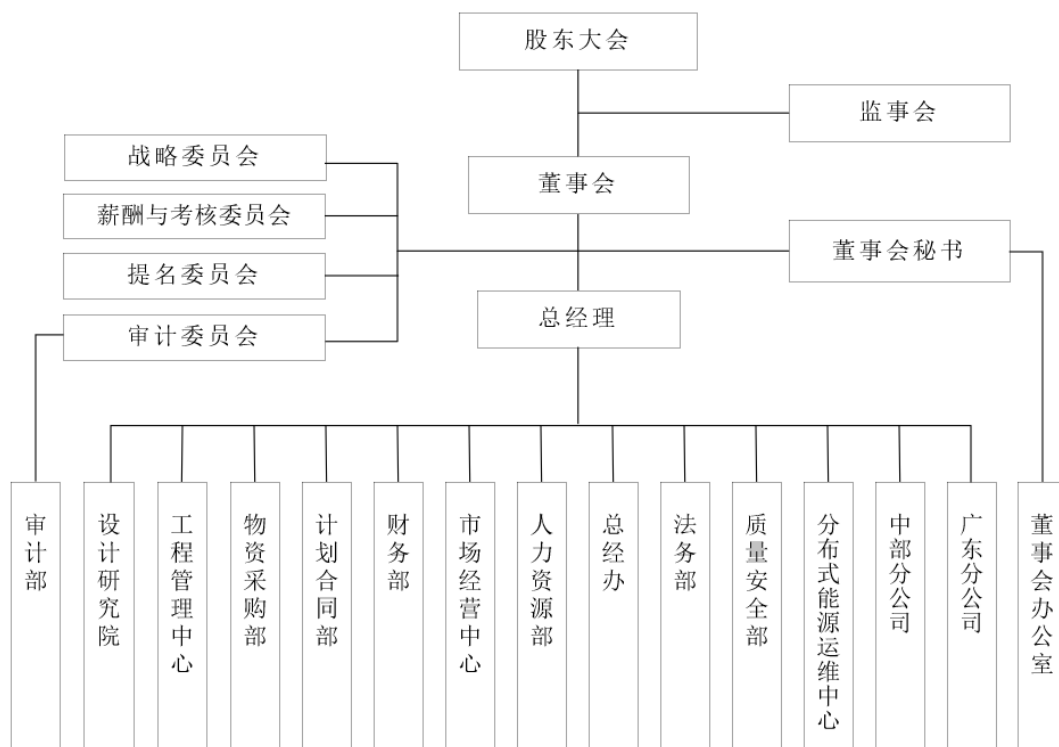 股东大会
监事会
战略委员会
董事会
薪酬与考核委员会
董事会秘书
提名委员会
总经理
审计委员会
审计部
设计研究院
工程管理中心
物资采购部
计划合同部
财务部
市场经营中心
人力资源部
总经办
法务部
质量安全部
分布式能源运维中心
中部分公司
广东分公司
董事会办公室